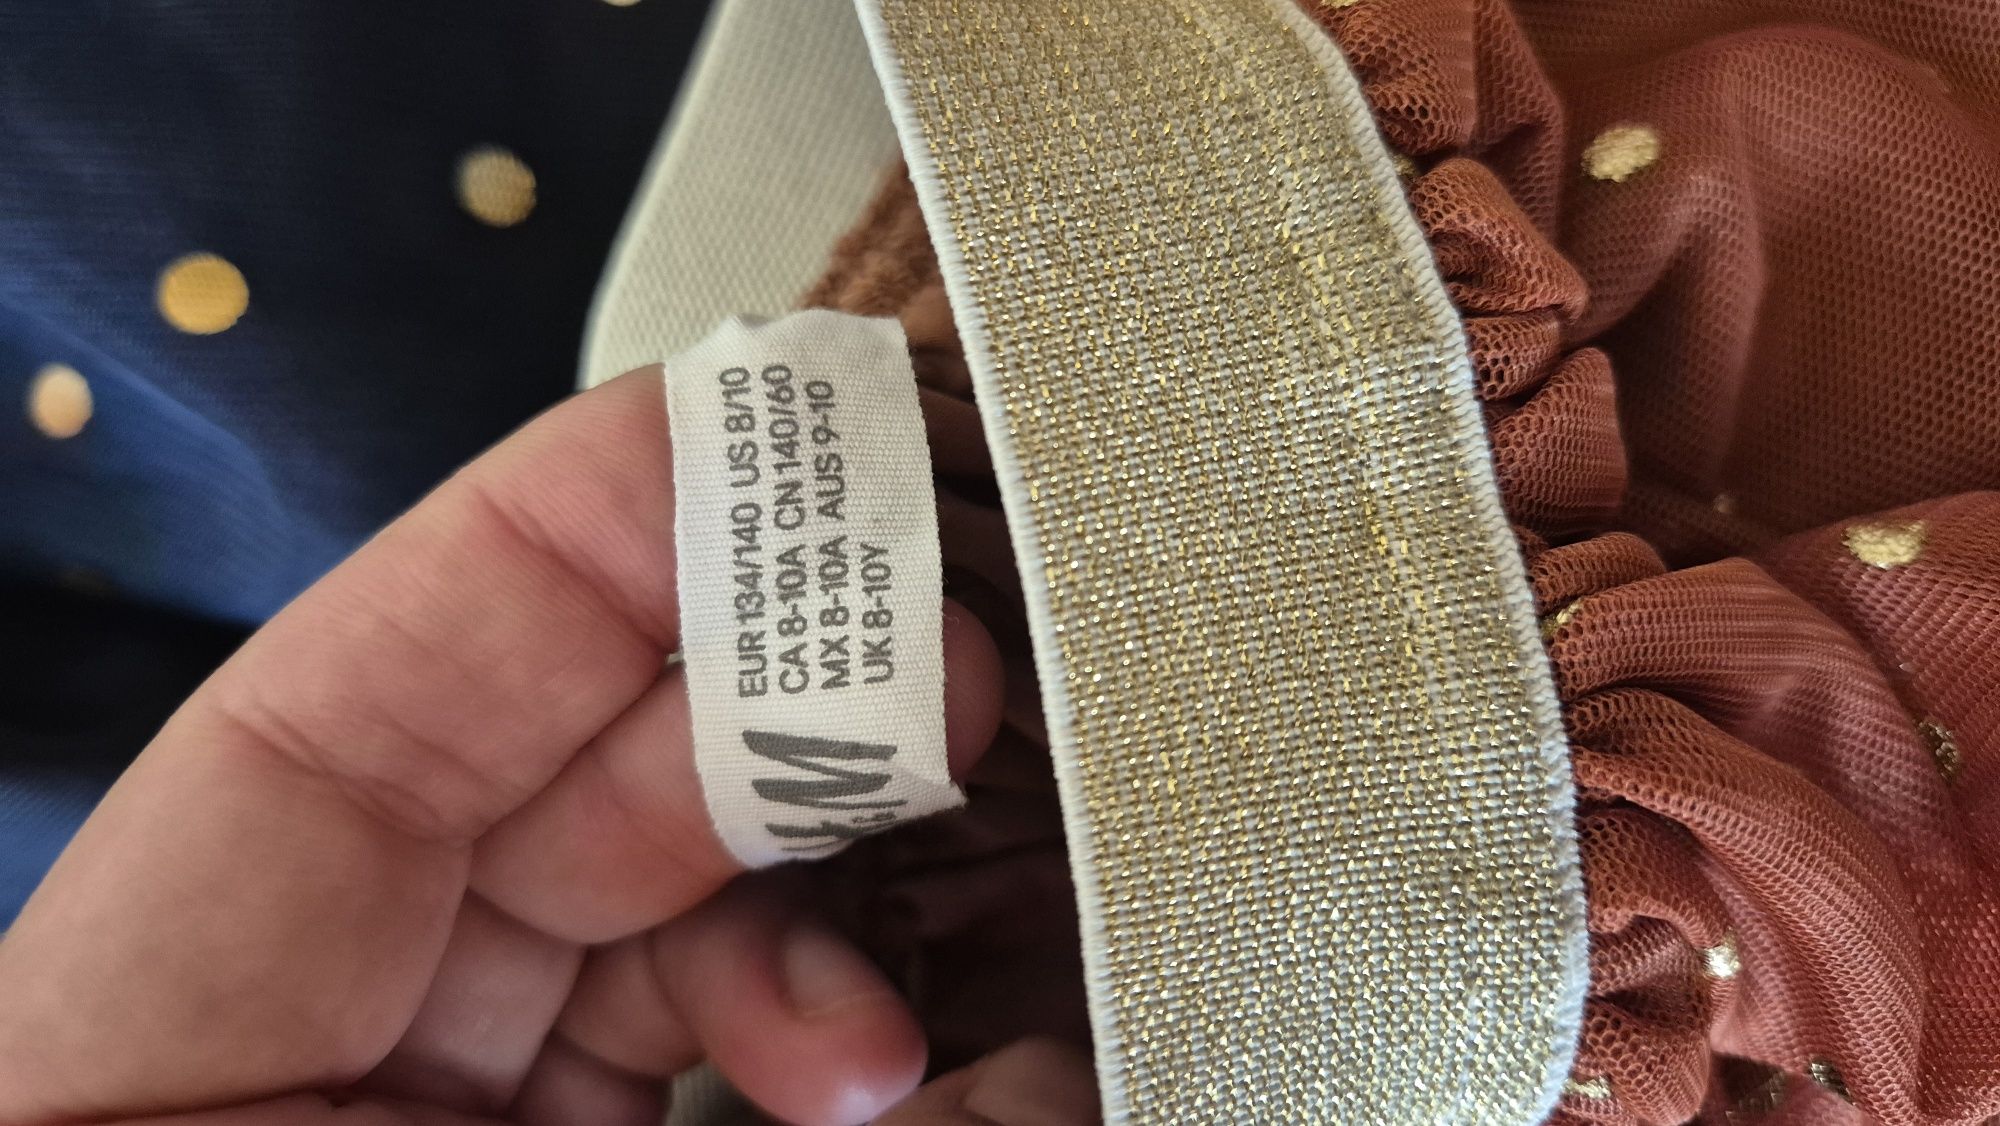 H&M
EUR 134/140 US 8/10
CA 8-10A CN 140/60
MX 8-10A AUS 9-10
UK 8-10Y